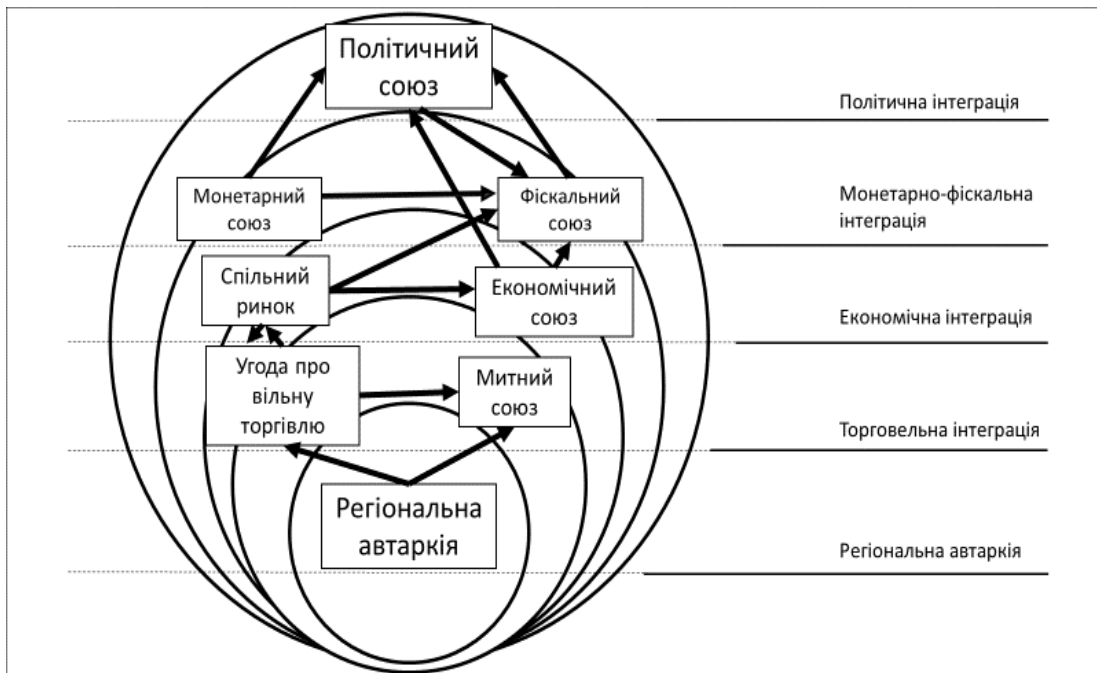 Політичний
союз
Політична інтеграція
Монетарний
союз
Фіскальний
союз
Монетарно-фіскальна
інтеграція
Спільний
ринок
Економічний
союз
Економічна інтеграція
Угода про
вільну
торгівлю
Митний
союз
Торговельна інтеграція
Регіональна
автаркія
Регіональна автаркія